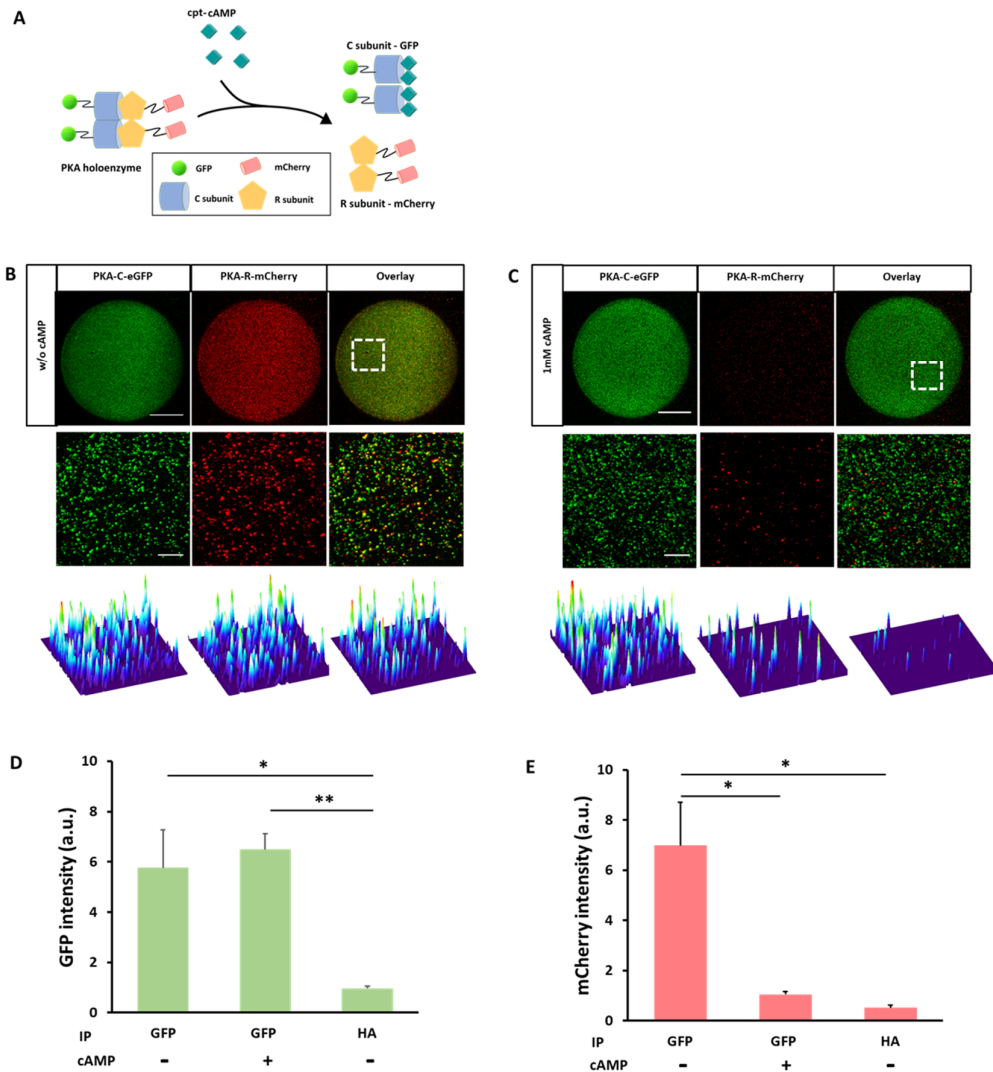 A
cpt-cAMP
C subunit - GFP
PKA holoenzyme
GFP
mCherry
C subunit
R subunit
R subunit - mCherry
B
w/o cAMP
PKA-C-eGFP
PKA-R-mCherry
Overlay
C
1mM cAMP
PKA-C-eGFP
PKA-R-mCherry
Overlay
D
GFP intensity (a.u.)
10
8
6
4
2
0
*
**
IP GFP GFP HA
cAMP - + -
E
mCherry intensity (a.u.)
10
8
6
4
2
0
*
*
IP GFP GFP HA
cAMP - + -